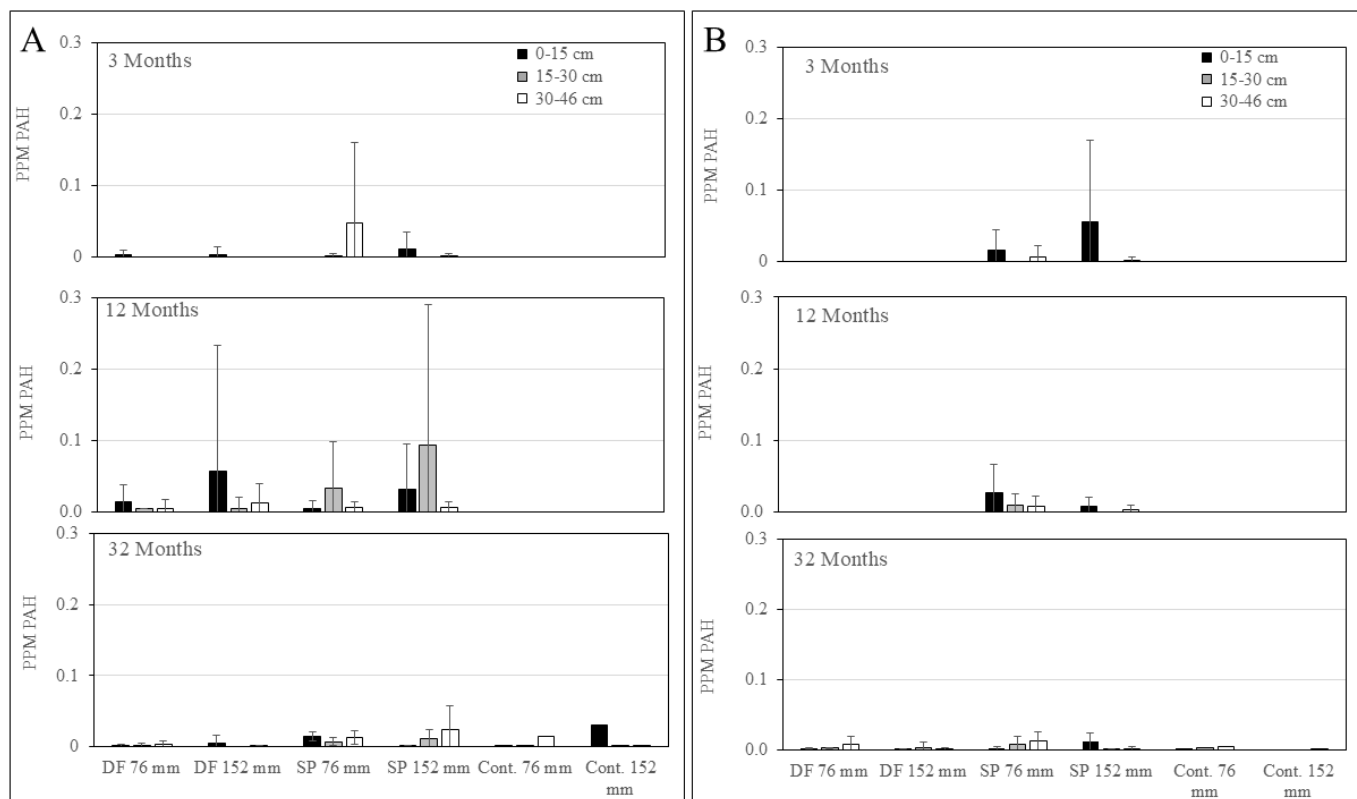 A
0.3
3 Months
0-15 cm
15-30 cm
30-46 cm
0.2
0.1
0
PPM PAH
0.3
12 Months
0.2
0.1
0.0
PPM PAH
0.3
32 Months
0.2
0.1
0
PPM PAH
DF 76 mm DF 152 mm SP 76 mm SP 152 mm Cont. 76 mm Cont. 152
mm
B
0.3
3 Months
0-15 cm
15-30 cm
30-46 cm
0.2
0.1
0
PPM PAH
0.3
12 Months
0.2
0.1
0.0
PPM PAH
0.3
32 Months
0.2
0.1
0.0
PPM PAH
DF 76 mm DF 152 mm SP 76 mm SP 152 mm Cont. 76 Cont. 152
mm mm